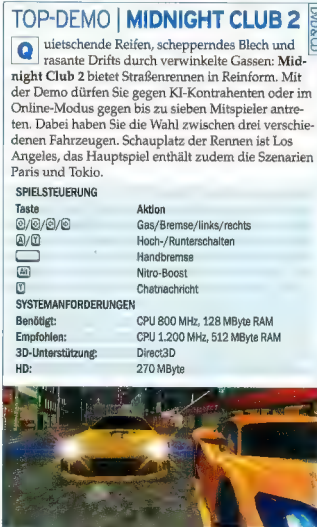 TOP-DEMO | MIDNIGHT CLUB 2
DVD&CD
Quietschende Reifen, schepperndes Blech und
rasante Drifts durch verwinkelte Gassen: Mid-
night Club 2 bietet Straßenrennen in Reinform. Mit
der Demo dürfen Sie gegen KI-Kontrahenten oder im
Online-Modus gegen bis zu sieben Mitspieler antre-
ten. Dabei haben Sie die Wahl zwischen drei verschie-
denen Fahrzeugen. Schauplatz der Rennen ist Los
Angeles, das Hauptspiel enthält zudem die Szenarien
Paris und Tokio.
SPIELSTEUERUNG
Taste Aktion
Gas/Bremse/links/rechts
A/Y Hoch-/Runterschalten
Handbremse
Alt Nitro-Boost
Chatnachricht
SYSTEMANFORDERUNGEN
Benötigt: CPU 800 MHz, 128 MByte RAM
Empfohlen: CPU 1.200 MHz, 512 MByte RAM
3D-Unterstützung: Direct3D
HD: 270 MByte